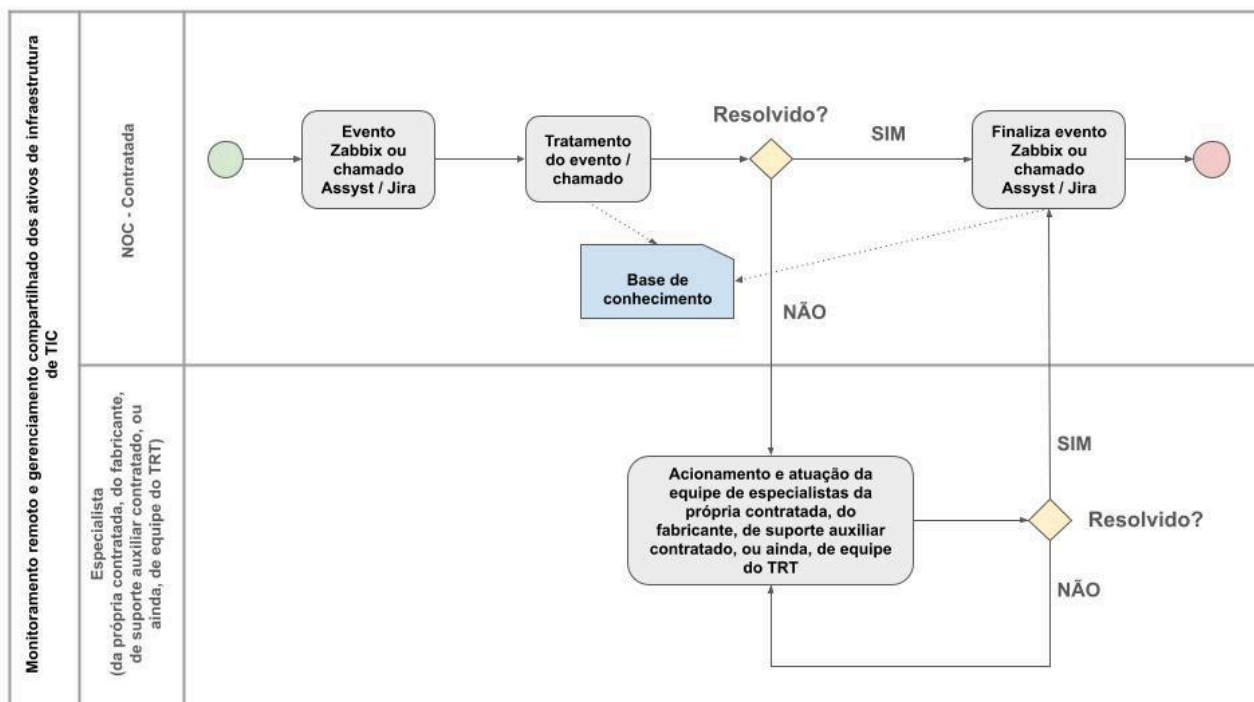 Monitoramento remoto e gerenciamento compartilhado dos ativos de infraestrutura
de TIC
NOC - Contratada
Evento
Zabbix ou
chamado
Assyst / Jira
Tratamento
do evento /
chamado
Resolvido?
SIM
Finaliza evento
Zabbix ou
chamado
Assyst / Jira
Base de
conhecimento
NÃO
Especialista
(da própria contratada, do fabricante,
de suporte auxiliar contratado, ou
ainda, de equipe do TRT)
Acionamento e atuação da
equipe de especialistas da
própria contratada, do
fabricante, de suporte auxiliar
contratado, ou ainda, de equipe
do TRT
SIM
Resolvido?
NÃO